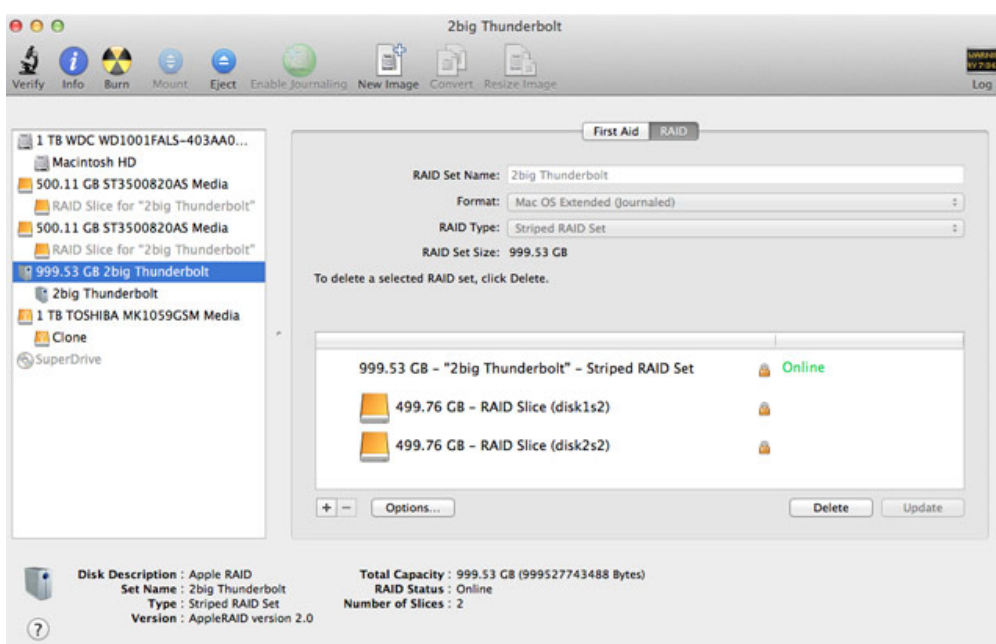 2big Thunderbolt
Verify Info Burn Mount Eject Enable Journaling New Image Convert Resize Image Log
First Aid RAID
1 TB WDC WD1001FALS-403AA0...
Macintosh HD
500.11 GB ST3500820AS Media
RAID Slice for "2big Thunderbolt"
500.11 GB ST3500820AS Media
RAID Slice for "2big Thunderbolt"
999.53 GB 2big Thunderbolt
2big Thunderbolt
1 TB TOSHIBA MK1059GSM Media
Clone
SuperDrive
RAID Set Name: 2big Thunderbolt
Format: Mac OS Extended (Journaled)
RAID Type: Striped RAID Set
RAID Set Size: 999.53 GB
To delete a selected RAID set, click Delete.
999.53 GB – "2big Thunderbolt" – Striped RAID Set Online
499.76 GB – RAID Slice (disk1s2)
499.76 GB – RAID Slice (disk2s2)
+ – Options... Delete Update
Disk Description : Apple RAID Total Capacity : 999.53 GB (999527743488 Bytes)
Set Name : 2big Thunderbolt RAID Status : Online
Type : Striped RAID Set Number of Slices : 2
Version : AppleRAID version 2.0
?